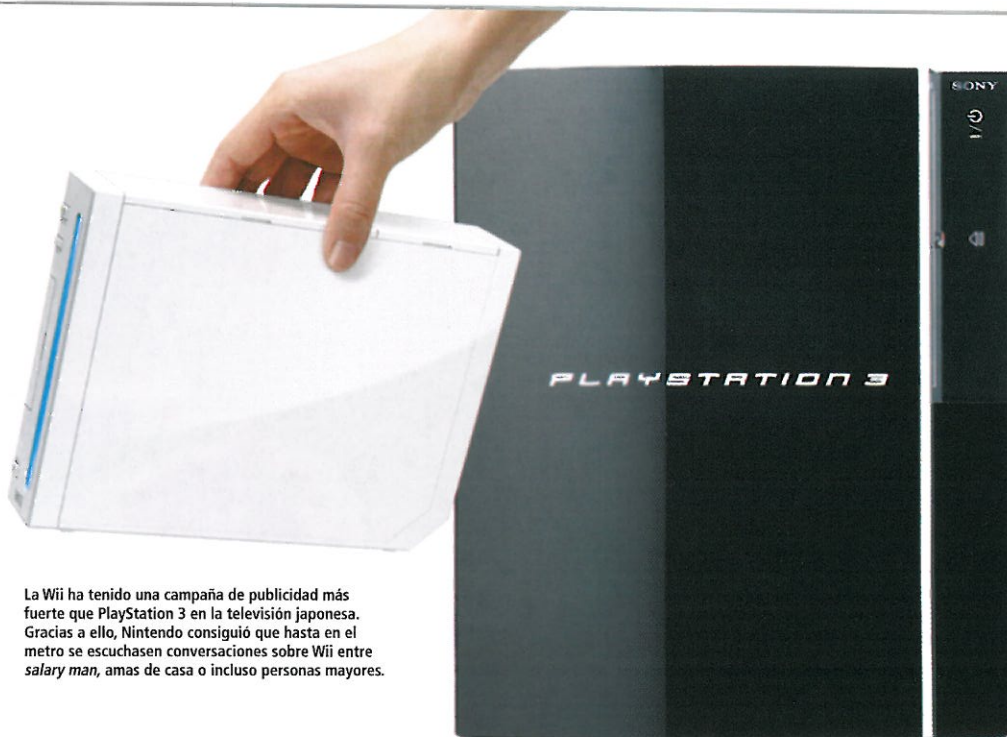 SONY
PLAYSTATION 3
La Wii ha tenido una campaña de publicidad más
fuerte que PlayStation 3 en la televisión japonesa.
Gracias a ello, Nintendo consiguió que hasta en el
metro se escuchasen conversaciones sobre Wii entre
salary man, amas de casa o incluso personas mayores.